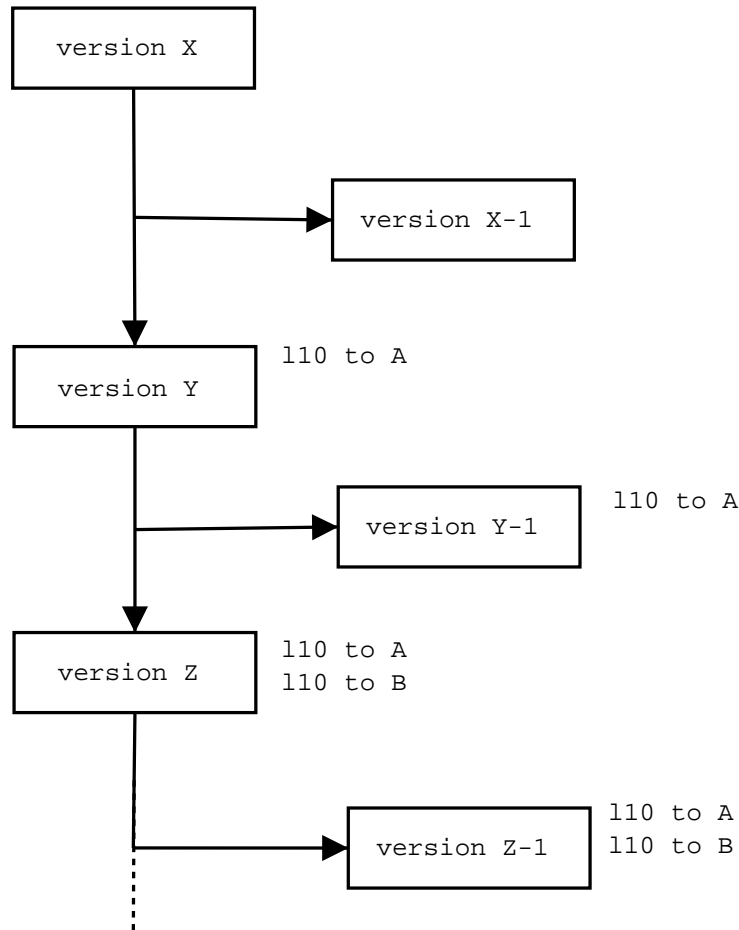 version X
version X-1
l10 to A
version Y
l10 to A
version Y-1
l10 to A
version Z
l10 to B
l10 to A
version Z-1
l10 to B